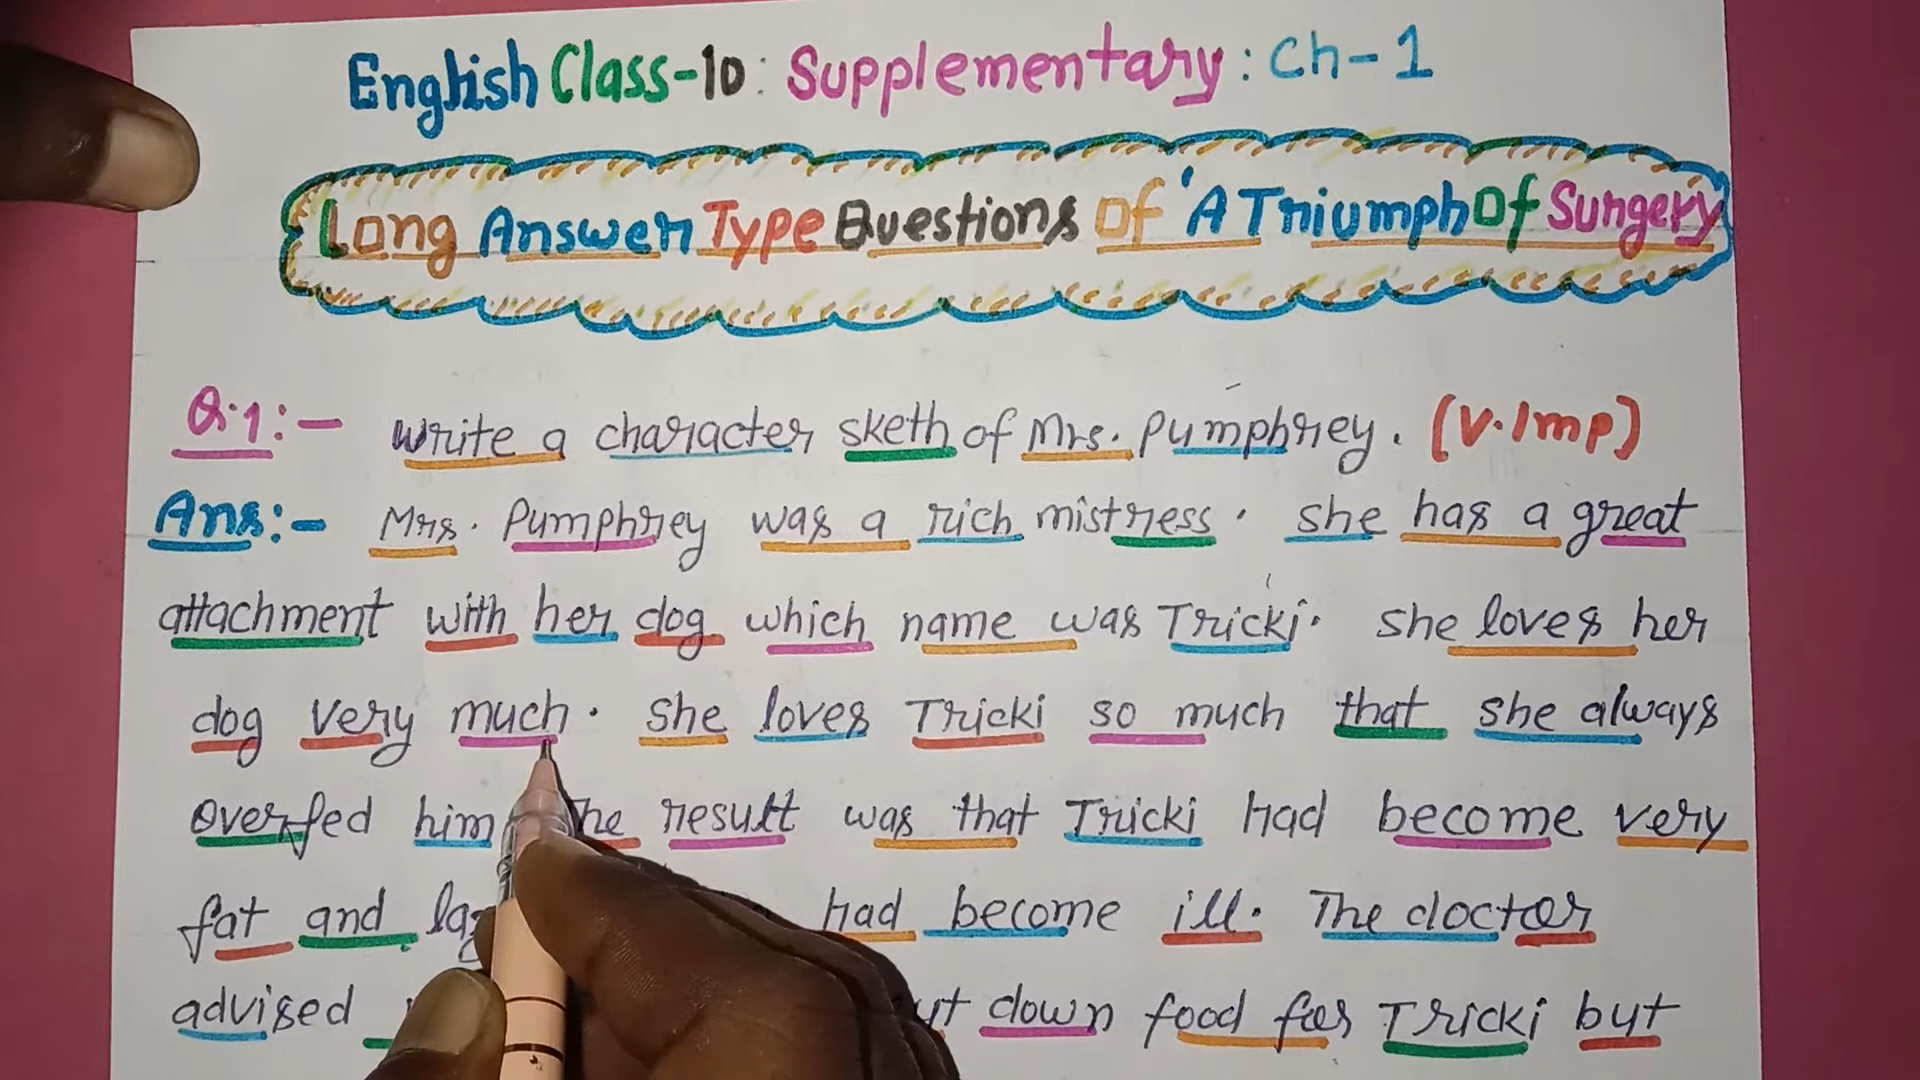 English Class-10: Supplementary: Ch-1
Long Answer Type Questions Of 'A Triumph Of Surgery
Q.1:- Write a character sketh of Mrs. Pumphrey. (V.Imp)
Ans:- Mrs. Pumphrey was a rich mistress. She has a great
attachment with her dog which name was Tricki. She loves her
dog very much. She loves Tricki so much that she always
overfed him The result was that Tricki had become very
fat and had become ill. The doctor
advised down food for Tricki but